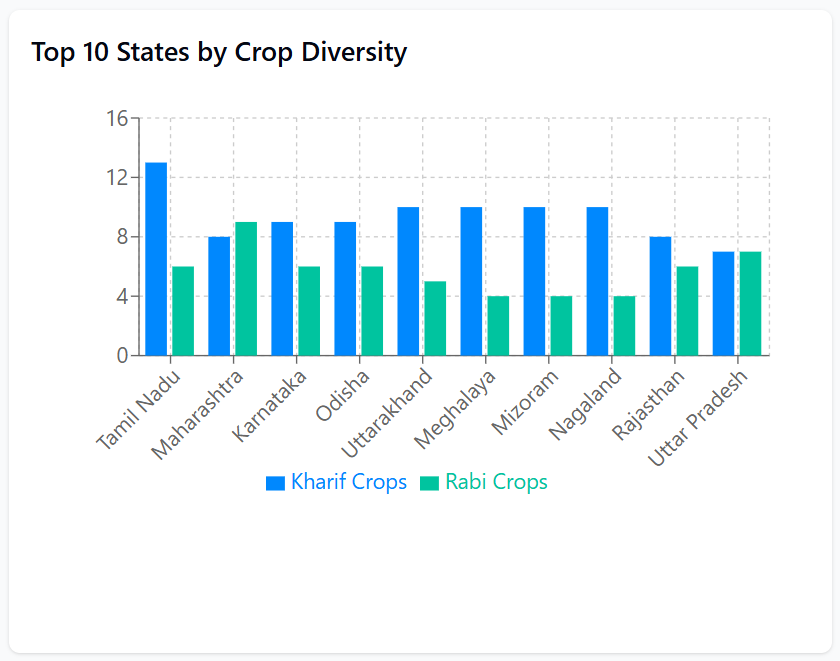 Top 10 States by Crop Diversity
16
12
8
4
0
Tamil Nadu
Maharashtra
Karnataka
Odisha
Uttarakhand
Meghalaya
Mizoram
Nagaland
Rajasthan
Uttar Pradesh
Kharif Crops Rabi Crops